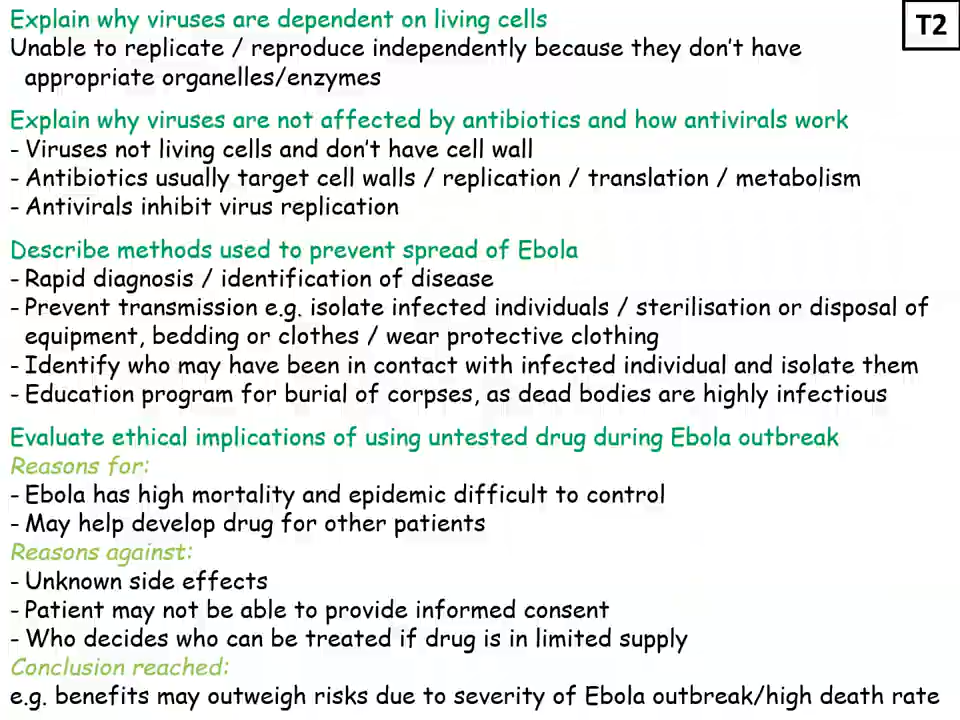 Explain why viruses are dependent on living cells
T2
Unable to replicate / reproduce independently because they don't have
appropriate organelles/enzymes
Explain why viruses are not affected by antibiotics and how antivirals work
- Viruses not living cells and don't have cell wall
- Antibiotics usually target cell walls / replication / translation / metabolism
- Antivirals inhibit virus replication
Describe methods used to prevent spread of Ebola
- Rapid diagnosis / identification of disease
- Prevent transmission e.g. isolate infected individuals / sterilisation or disposal of
equipment, bedding or clothes / wear protective clothing
- Identify who may have been in contact with infected individual and isolate them
- Education program for burial of corpses, as dead bodies are highly infectious
Evaluate ethical implications of using untested drug during Ebola outbreak
Reasons for:
- Ebola has high mortality and epidemic difficult to control
- May help develop drug for other patients
Reasons against:
- Unknown side effects
- Patient may not be able to provide informed consent
- Who decides who can be treated if drug is in limited supply
Conclusion reached:
e.g. benefits may outweigh risks due to severity of Ebola outbreak/high death rate